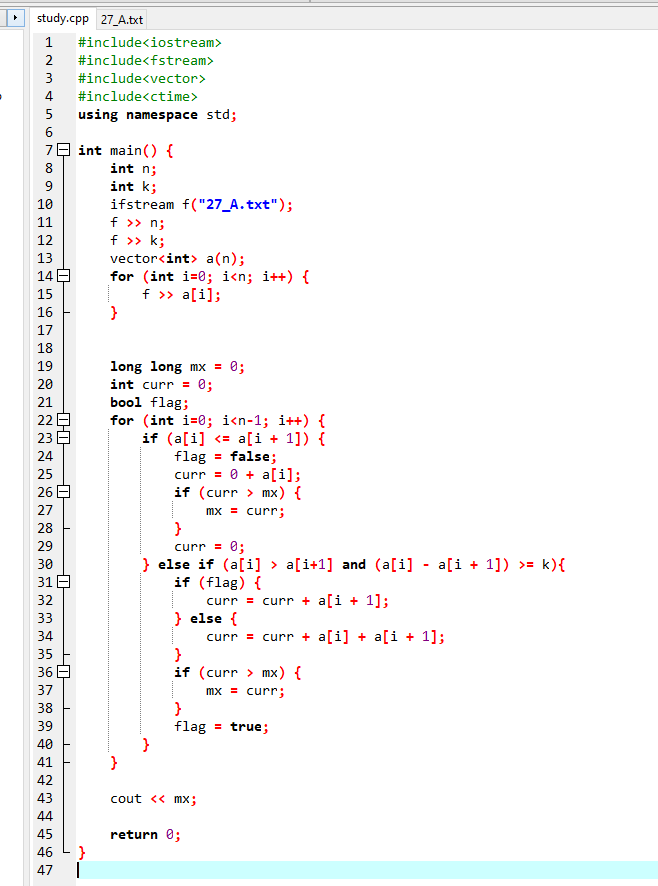 study.cpp 27_A.txt
1 #include<iostream>
2 #include<fstream>
3 #include<vector>
4 #include<ctime>
5 using namespace std;
6
7 int main() {
8 int n;
9 int k;
10 ifstream f("27_A.txt");
11 f >> n;
12 f >> k;
13 vector<int> a(n);
14 for (int i=0; i<n; i++) {
15 f >> a[i];
16 }
17
18
19 long long mx = 0;
20 int curr = 0;
21 bool flag;
22 for (int i=0; i<n-1; i++) {
23 if (a[i] <= a[i + 1]) {
24 flag = false;
25 curr = 0 + a[i];
26 if (curr > mx) {
27 mx = curr;
28 }
29 curr = 0;
30 } else if (a[i] > a[i+1] and (a[i] - a[i + 1]) >= k){
31 if (flag) {
32 curr = curr + a[i + 1];
33 } else {
34 curr = curr + a[i] + a[i + 1];
35 }
36 if (curr > mx) {
37 mx = curr;
38 }
39 flag = true;
40 }
41 }
42
43 cout << mx;
44
45 return 0;
46 }
47